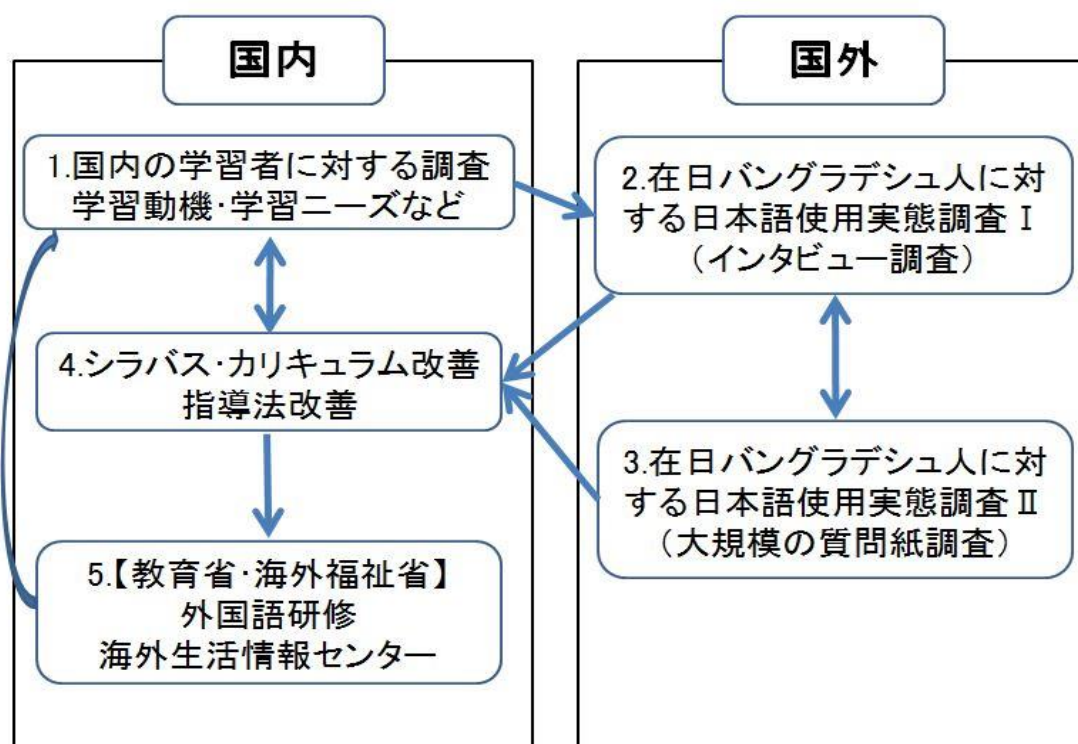 国内
1.国内の学習者に対する調査
学習動機・学習ニーズなど
4.シラバス・カリキュラム改善
指導法改善
5.【教育省・海外福祉省】
外国語研修
海外生活情報センター
国外
2.在日バングラデシュ人に対
する日本語使用実態調査Ⅰ
（インタビュー調査）
3.在日バングラデシュ人に対
する日本語使用実態調査Ⅱ
（大規模の質問紙調査）